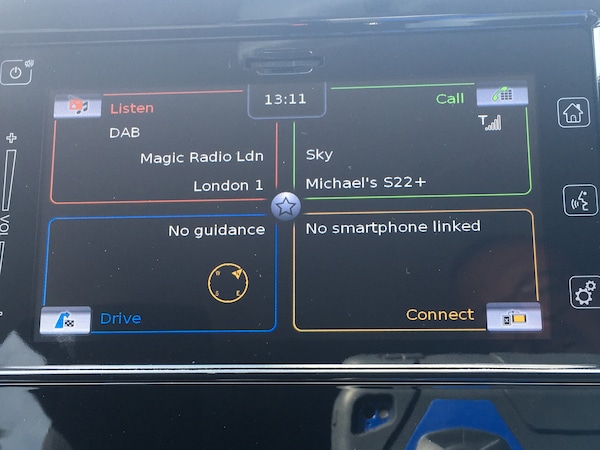 13:11
Listen
DAB
Magic Radio Ldn
London 1
Call
Sky
Michael's S22+
No guidance
Drive
No smartphone linked
Connect
VOL
+